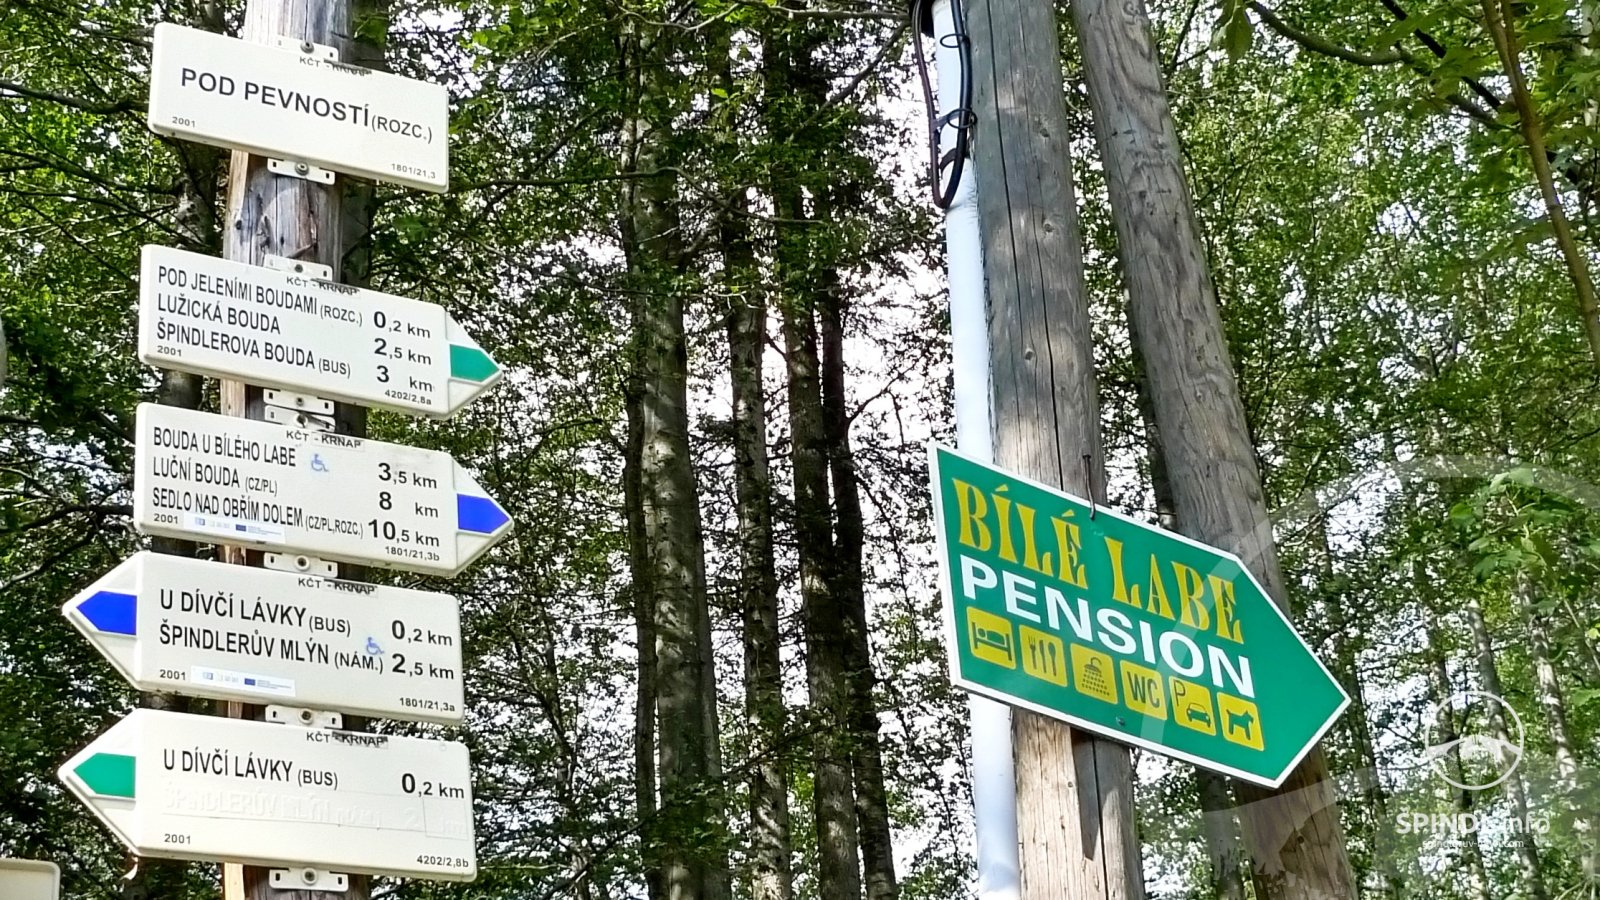 KČT - KRNAP
POD PEVNOSTÍ (ROZC.)
2001
1801/21,3
KČT - KRNAP
POD JELENÍMI BOUDAMI (ROZC.) 0,2 km
LUŽICKÁ BOUDA 2,5 km
ŠPINDLEROVA BOUDA (BUS) 3 km
2001
4202/2,8a
KČT - KRNAP
BOUDA U BÍLÉHO LABE 3,5 km
LUČNÍ BOUDA (CZ/PL) 8 km
SEDLO NAD OBŘÍM DOLEM (CZ/PL,ROZC.) 10,5 km
2001
1801/21,3b
KČT - KRNAP
U DÍVČÍ LÁVKY (BUS) 0,2 km
ŠPINDLERŮV MLÝN (NÁM.) 2,5 km
2001
1801/21,3a
KČT - KRNAP
U DÍVČÍ LÁVKY (BUS) 0,2 km
ŠPINDLERŮV MLÝN
2001
4202/2,8b
BÍLÉ LABE
PENSION
WC
P
SPINDL.info